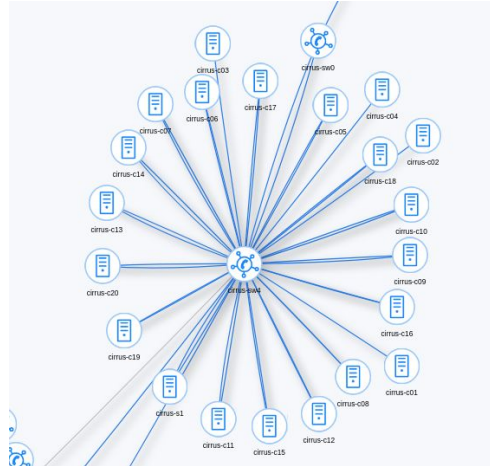 cirrus-c03
cirrus-sw0
cirrus-c17
cirrus-c06
cirrus-c04
cirrus-c07
cirrus-c05
cirrus-c02
cirrus-c14
cirrus-c18
cirrus-c13
cirrus-c10
cirrus-c09
cirrus-sw4
cirrus-c20
cirrus-c16
cirrus-c19
cirrus-c01
cirrus-c08
cirrus-s1
cirrus-c12
cirrus-c11
cirrus-c15